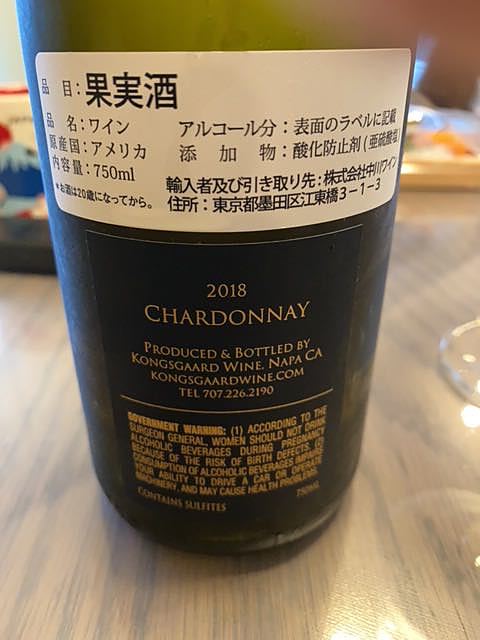 品　目：果実酒
品　名：ワイン　アルコール分：表面のラベルに記載
原産国：アメリカ　添　加　物：酸化防止剤(亜硫酸塩)
内容量：750ml　輸入者及び引き取り先：株式会社中川ワイン
*お酒は20歳になってから。　住所：東京都墨田区江東橋3-1-3
2018
CHARDONNAY
PRODUCED & BOTTLED BY
KONGSGAARD WINE, NAPA CA
KONGSGAARDWINE.COM
TEL 707.226.2190
GOVERNMENT WARNING: (1) ACCORDING TO THE
SURGEON GENERAL, WOMEN SHOULD NOT DRINK
ALCOHOLIC BEVERAGES DURING PREGNANCY
BECAUSE OF THE RISK OF BIRTH DEFECTS. (2)
CONSUMPTION OF ALCOHOLIC BEVERAGES IMPAIRS
YOUR ABILITY TO DRIVE A CAR OR OPERATE
MACHINERY, AND MAY CAUSE HEALTH PROBLEMS.
CONTAINS SULFITES　750ML